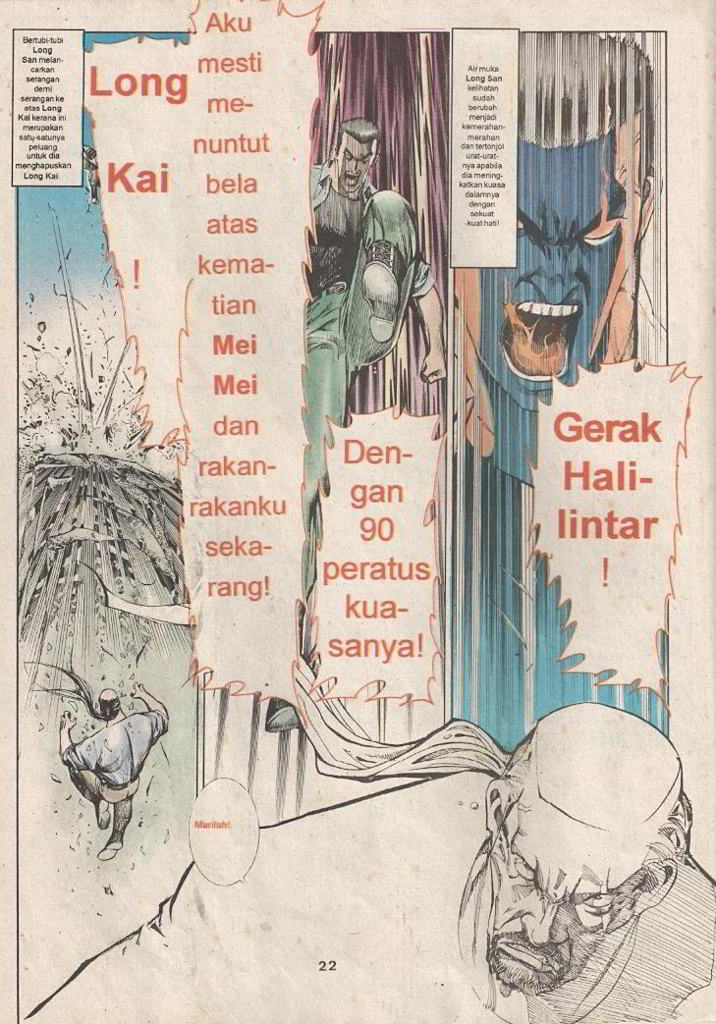 Bertubi-tubi
Long
San melan-
carkan
serangan
demi
serangan ke
atas Long
Kai kerana ini
merupakan
satu-satunya
peluang
untuk dia
menghapuskan
Long Kai.
Long
Kai
!
Aku
mesti
me-
nuntut
bela
atas
kema-
tian
Mei
Mei
dan
rakan-
rakanku
seka-
rang!
Air muka
Long San
kelihatan
sudah
berubah
menjadi
kemerahan-
merahan
dan tertonjol
urat-urat-
nya apabila
dia mening-
katkan kuasa
dalamnya
dengan
sekuat
-kuat hati!
Den-
gan
90
peratus
kua-
sanya!
Gerak
Hali-
lintar
!
Marilah!
22